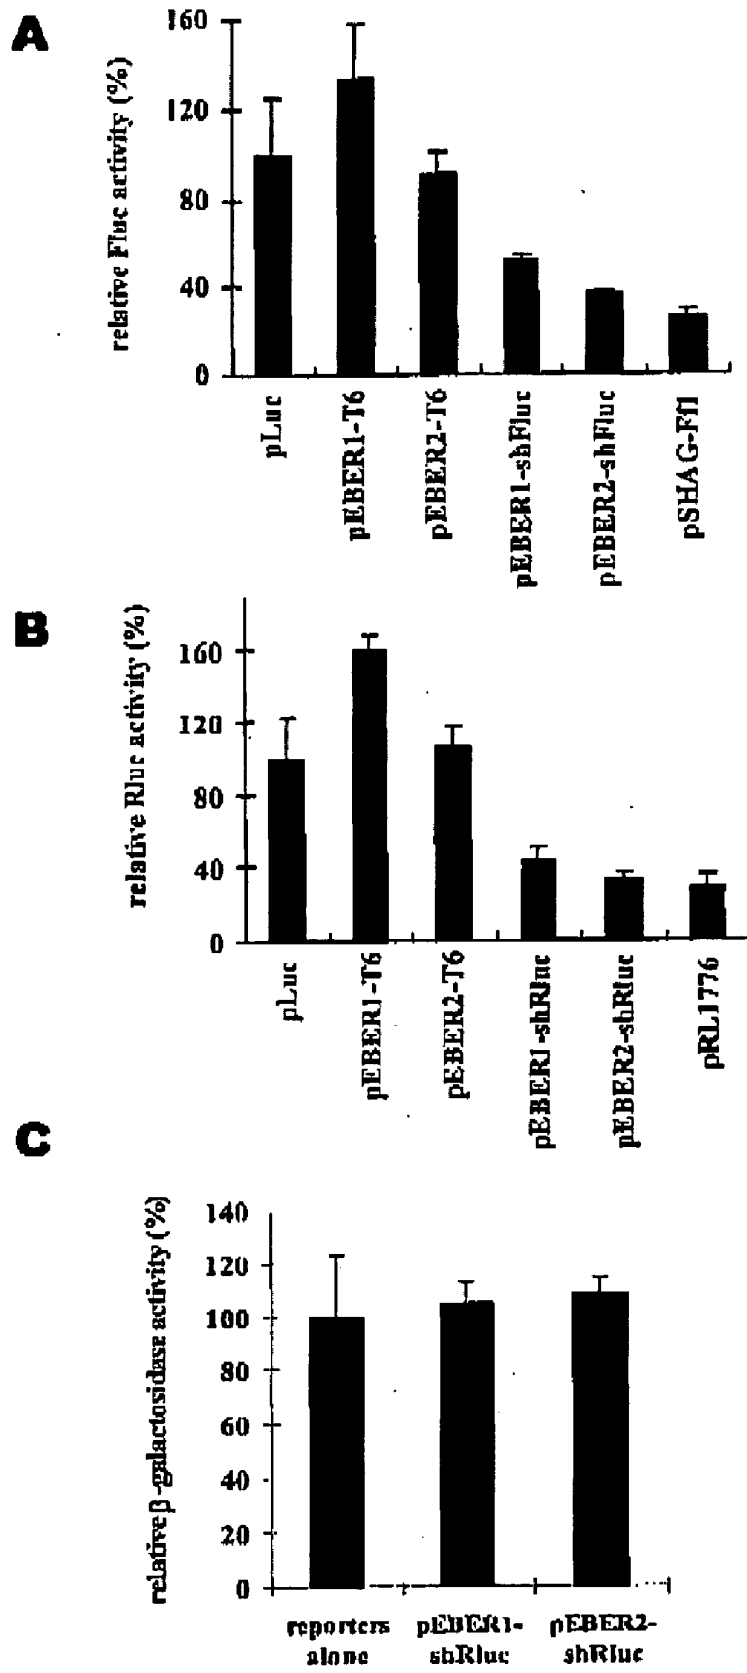 A
relative Fluc activity (%)
160
120
80
40
0
pLuc
pEBER1-T6
pEBER2-T6
pEBER1-shFluc
pEBER2-shFluc
pSHAG-Ff1
B
relative Rluc activity (%)
160
120
80
40
0
pLuc
pEBER1-T6
pEBER2-T6
pEBER1-shRluc
pEBER2-shRluc
pRL1776
C
relative β-galactosidase activity (%)
140
120
100
80
60
40
20
0
reporters
alone
pEBER1-
shRluc
pEBER2-
shRluc